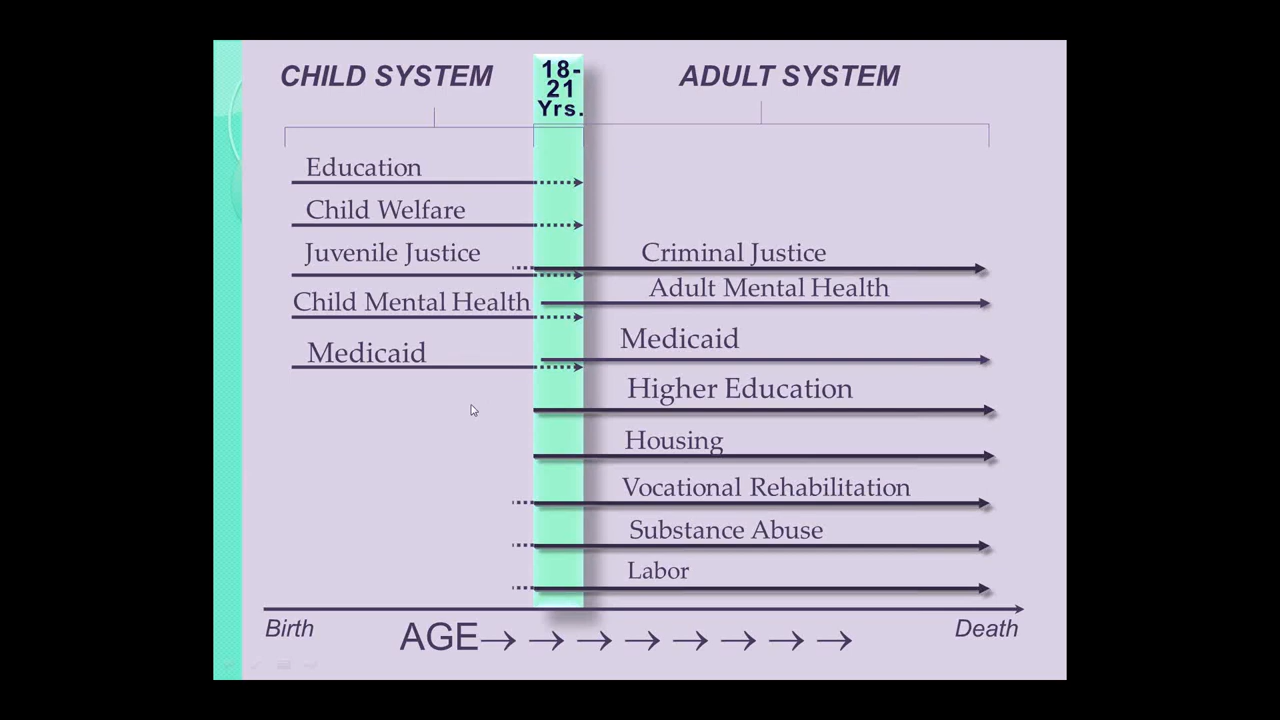 CHILD SYSTEM
18-
21
Yrs.
ADULT SYSTEM
Education
Child Welfare
Juvenile Justice
Criminal Justice
Child Mental Health
Adult Mental Health
Medicaid
Medicaid
Higher Education
Housing
Vocational Rehabilitation
Substance Abuse
Labor
Birth
AGE→ → → → → → → →
Death